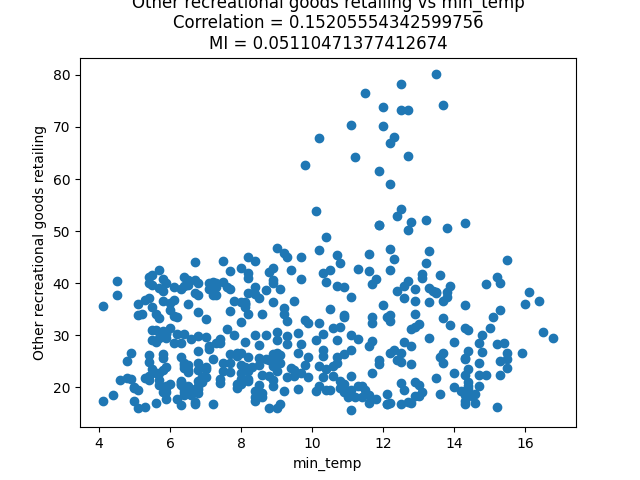 Other recreational goods retailing vs min_temp
Correlation = 0.15205554342599756
MI = 0.05110471377412674
80
70
60
50
40
30
20
Other recreational goods retailing
4 6 8 10 12 14 16
min_temp